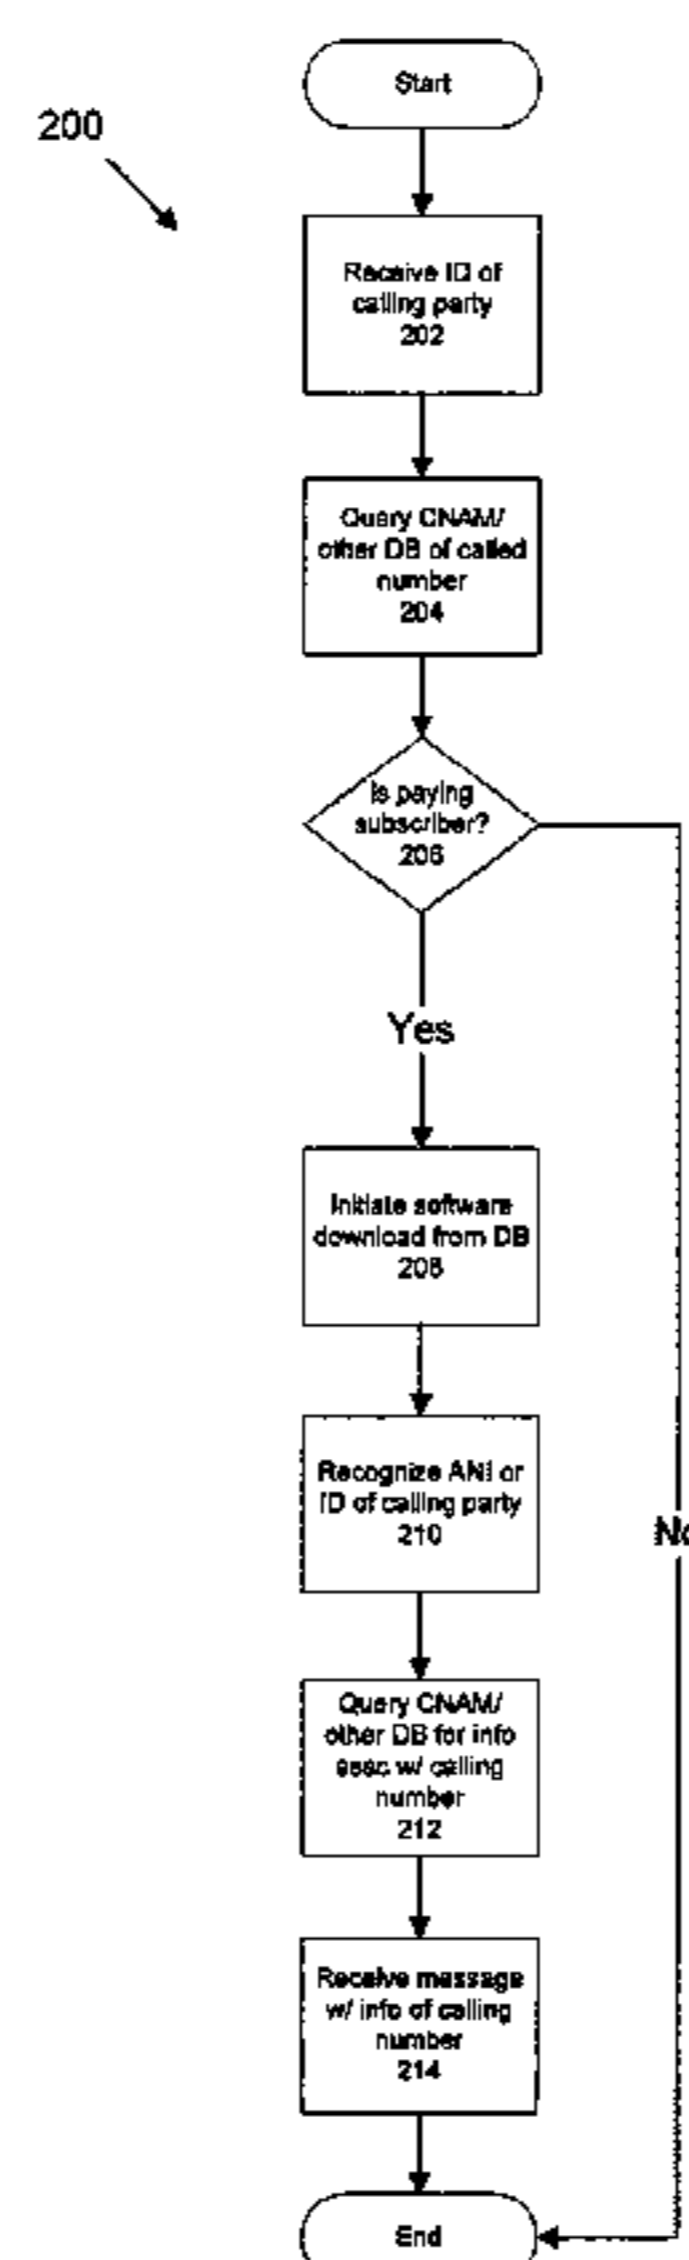 Start
200
Receive ID of
calling party
202
Query CNAM/
other DB of called
number
204
Is paying
subscriber?
206
Yes
Initiate software
download from DB
208
Recognize ANI or
ID of calling party
210
No
Query CNAM/
other DB for info
assc w/ calling
number
212
Receive message
w/ info of calling
number
214
End